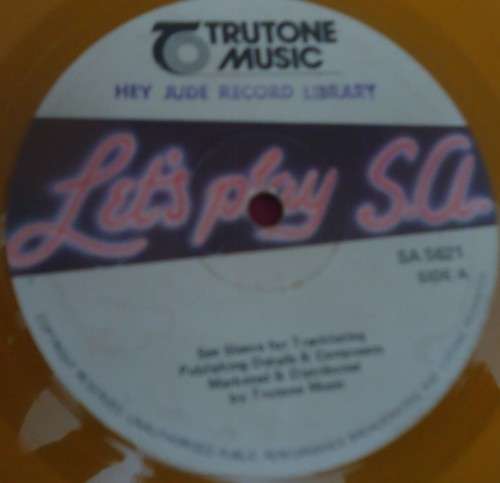 TRUTONE
MUSIC
HEY JUDE RECORD LIBRARY
Let's play S.A.
SA 5621
SIDE A
See Sleeve for Tracklisting
Publishing Details & Composers
Marketed & Distributed
by Trutone Music